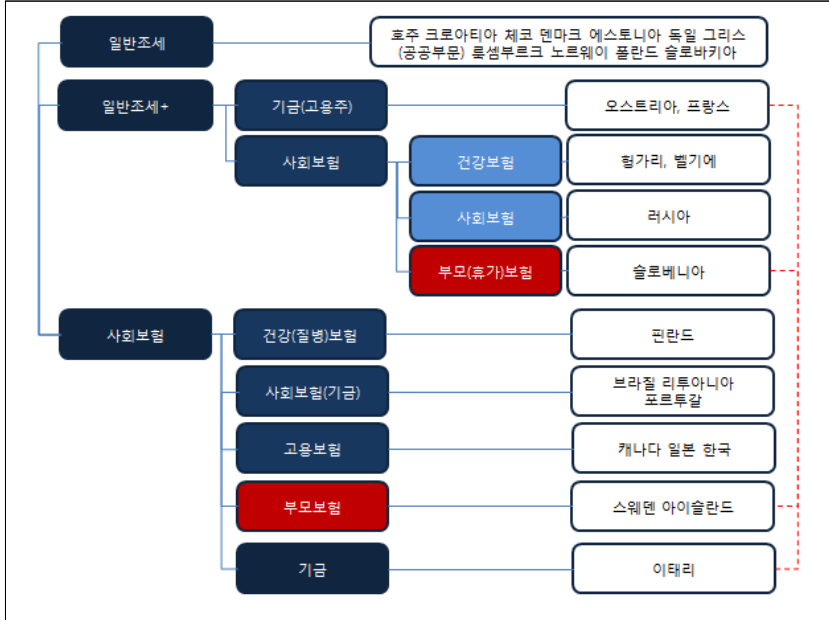 일반조세
호주 크로아티아 체코 덴마크 에스토니아 독일 그리스
(공공부문) 룩셈부르크 노르웨이 폴란드 슬로바키아
일반조세+
기금(고용주)
오스트리아, 프랑스
사회보험
건강보험
헝가리, 벨기에
사회보험
러시아
부모(휴가)보험
슬로베니아
사회보험
건강(질병)보험
핀란드
사회보험(기금)
브라질 리투아니아
포르투갈
고용보험
캐나다 일본 한국
부모보험
스웨덴 아이슬란드
기금
이태리